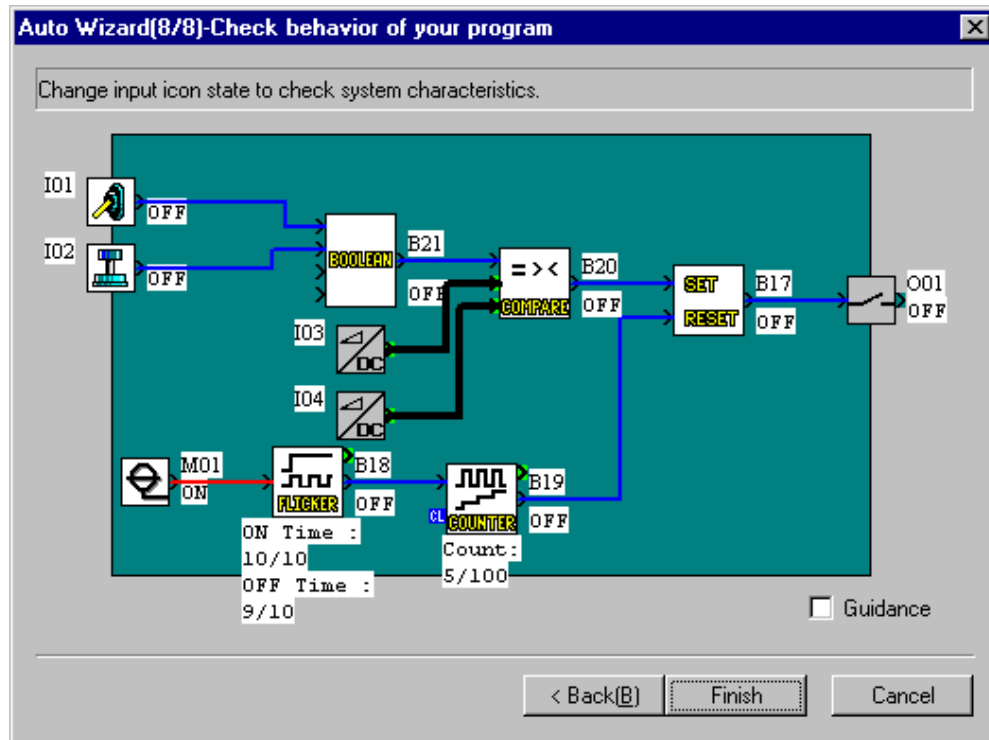 Auto Wizard(8/8)-Check behavior of your program
Change input icon state to check system characteristics.
I01
OFF
I02
OFF
BOOLEAN
B21
OFF
= > <
COMPARE
B20
OFF
SET
RESET
B17
OFF
O01
OFF
I03
DC
I04
DC
M01
ON
FLICKER
B18
OFF
ON Time :
10/10
OFF Time :
9/10
CL
COUNTER
B19
OFF
Count:
5/100
Guidance
< Back(B)
Finish
Cancel